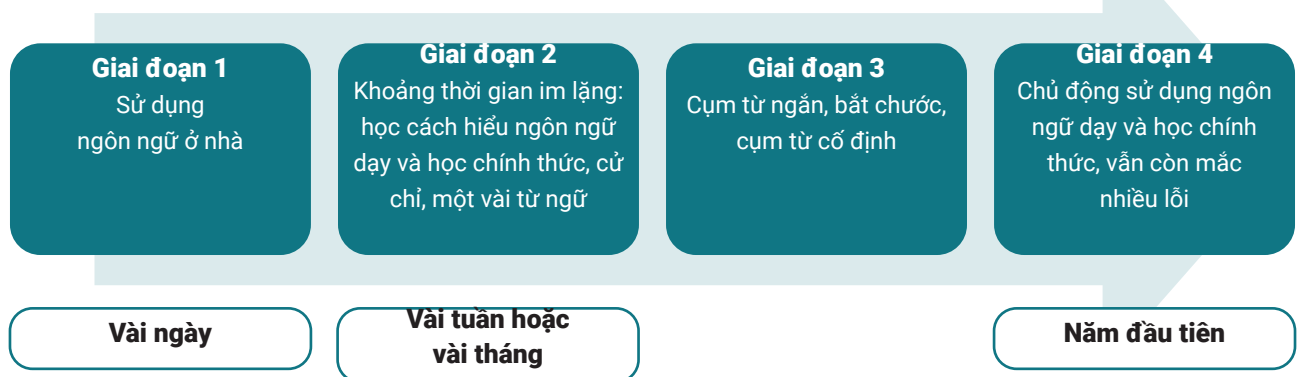 Giai đoạn 1
Sử dụng
ngôn ngữ ở nhà
Giai đoạn 2
Khoảng thời gian im lặng:
học cách hiểu ngôn ngữ
dạy và học chính thức, cử
chỉ, một vài từ ngữ
Giai đoạn 3
Cụm từ ngắn, bắt chước,
cụm từ cố định
Giai đoạn 4
Chủ động sử dụng ngôn
ngữ dạy và học chính
thức, vẫn còn mắc
nhiều lỗi
Vài ngày
Vài tuần hoặc
vài tháng
Năm đầu tiên